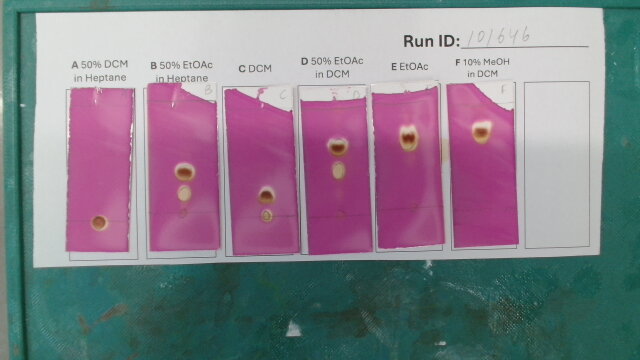 Run ID: 101646
A 50% DCM
in Heptane
B 50% EtOAc
in Heptane
C DCM
D 50% EtOAc
in DCM
E EtOAc
F 10% MeOH
in DCM
B
C
D
F